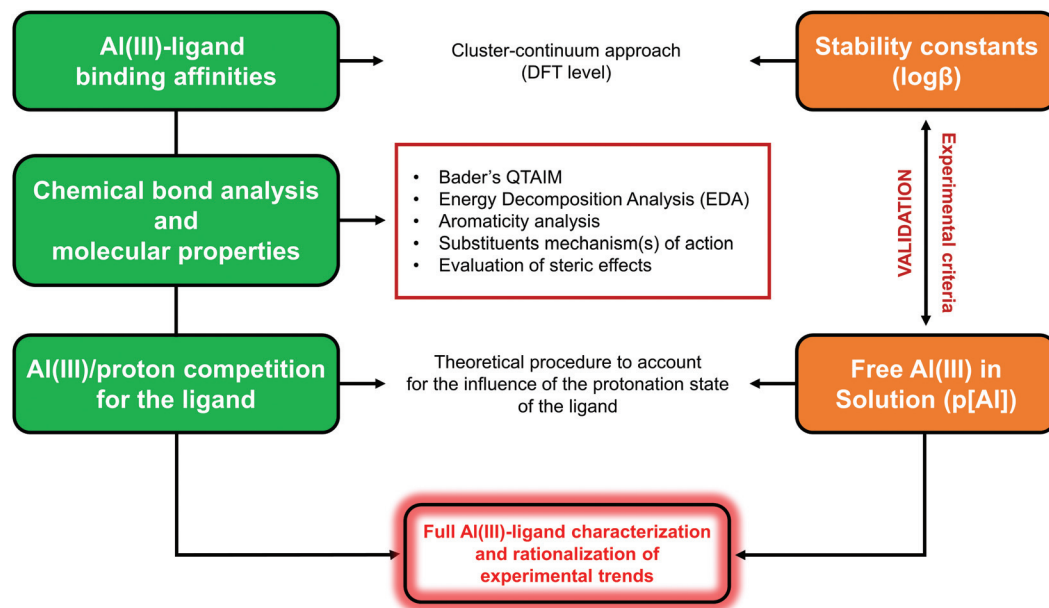 Al(III)-ligand
binding affinities
Cluster-continuum approach
(DFT level)
Stability constants
(logβ)
Chemical bond analysis
and
molecular properties
• Bader's QTAIM
• Energy Decomposition Analysis (EDA)
• Aromaticity analysis
• Substituents mechanism(s) of action
• Evaluation of steric effects
VALIDATION
Experimental criteria
Al(III)/proton competition
for the ligand
Theoretical procedure to account
for the influence of the protonation state
of the ligand
Free Al(III) in
Solution (p[Al])
Full Al(III)-ligand characterization
and rationalization of
experimental trends